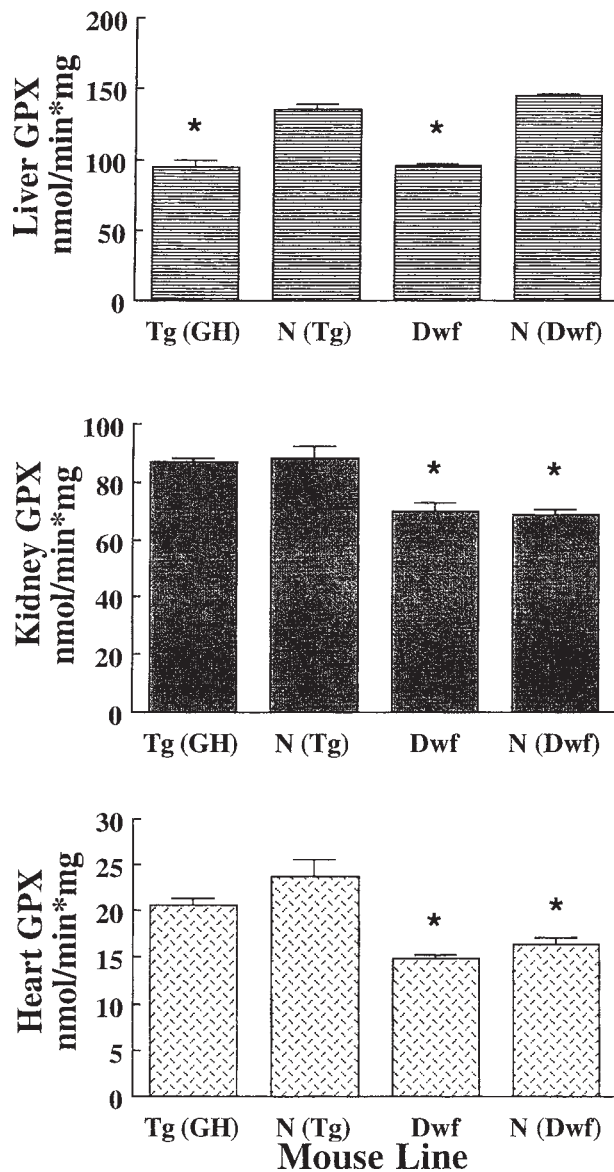 Liver GPX
nmol/min*mg
200
150
100
50
0
*
*
Tg (GH) N (Tg) Dwf N (Dwf)
Kidney GPX
nmol/min*mg
100
80
60
40
20
0
*
*
Tg (GH) N (Tg) Dwf N (Dwf)
Heart GPX
nmol/min*mg
30
25
20
15
10
5
0
*
*
Tg (GH) N (Tg) Dwf N (Dwf)
Mouse Line